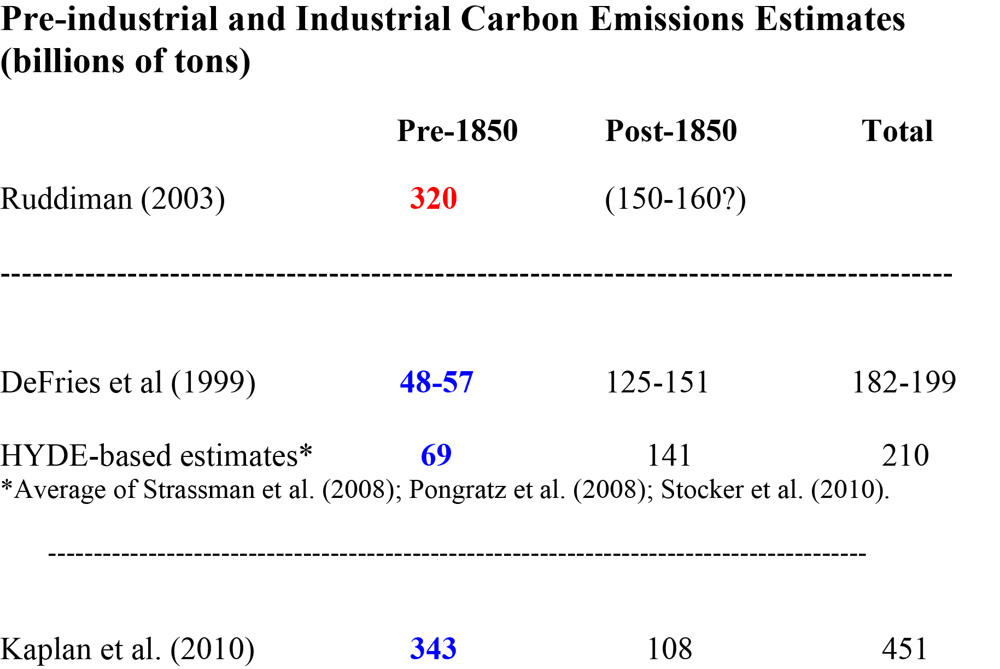 Pre-industrial and Industrial Carbon Emissions Estimates
(billions of tons)
Pre-1850 Post-1850 Total
Ruddiman (2003) 320 (150-160?)
------------------------------------------------------------------------------------------
DeFries et al (1999) 48-57 125-151 182-199
HYDE-based estimates* 69 141 210
*Average of Strassman et al. (2008); Pongratz et al. (2008); Stocker et al. (2010).
------------------------------------------------------------------------------------------
Kaplan et al. (2010) 343 108 451